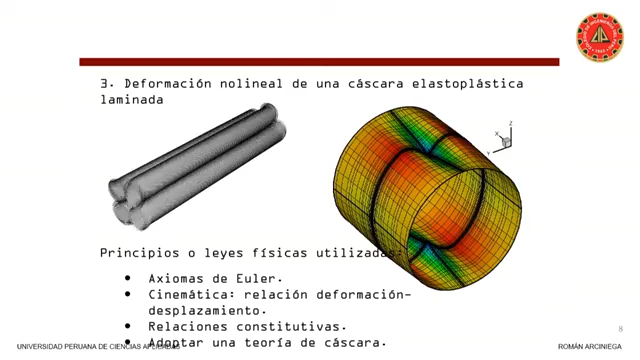 3. Deformación nolineal de una cáscara elastoplástica
laminada
Z
X
Y
Principios o leyes físicas utilizadas:
• Axiomas de Euler.
• Cinemática: relación deformación-
desplazamiento.
• Relaciones constitutivas.
• Adoptar una teoría de cáscara.
8
UNIVERSIDAD PERUANA DE CIENCIAS APLICADAS
ROMÁN ARCINIEGA